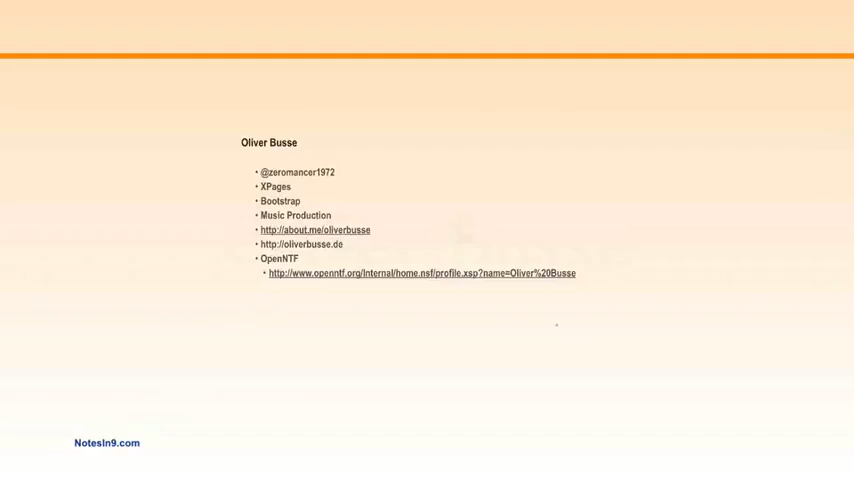 Oliver Busse
• @zeromancer1972
• XPages
• Bootstrap
• Music Production
• http://about.me/oliverbusse
• http://oliverbusse.de
• OpenNTF
• http://www.openntf.org/Internal/home.nsf/profile.xsp?name=Oliver%20Busse
NotesIn9.com